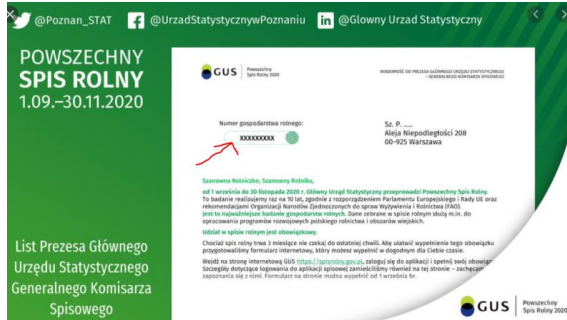 @Poznan_STAT @UrzadStatystycznywPoznaniu @Glowny Urzad Statystyczny
POWSZECHNY
SPIS ROLNY
1.09.–30.11.2020
GUS
Powszechny
Spis Rolny 2020
WIADOMOŚĆ OD PREZESA GŁÓWNEGO URZĘDU STATYSTYCZNEGO
– GENERALNEGO KOMISARZA SPISOWEGO
Numer gospodarstwa rolnego:
XXXXXXXXX
Sz. P. .....
Aleja Niepodległości 208
00-925 Warszawa
Szanowna Rolniczko, Szanowny Rolniku,
od 1 września do 30 listopada 2020 r. Główny Urząd Statystyczny przeprowadzi Powszechny Spis Rolny.
To badanie realizujemy raz na 10 lat, zgodnie z rozporządzeniem Parlamentu Europejskiego i Rady UE oraz
rekomendacjami Organizacji Narodów Zjednoczonych do spraw Wyżywienia i Rolnictwa (FAO).
Jest to najważniejsze badanie gospodarstw rolnych. Dane zebrane w spisie rolnym służą m.in. do
opracowania programów rozwojowych polskiego rolnictwa i obszarów wiejskich.
Udział w spisie rolnym jest obowiązkowy.
Chociaż spis rolny trwa 3 miesiące nie czekaj do ostatniej chwili. Aby ułatwić wypełnienie tego obowiązku
przygotowaliśmy formularz internetowy, który możesz wypełnić w dogodnym dla Ciebie czasie.
Wejdź na stronę internetową GUS https://spisrolny.gov.pl, zaloguj się do aplikacji i spełnij swój
Szczegóły dotyczące logowania do aplikacji spisowej zamieściliśmy również na tej stronie –
zapoznania się z nimi. Formularz na stronie można wypełnić od 1 września br.
List Prezesa Głównego
Urzędu Statystycznego
Generalnego Komisarza
Spisowego
GUS
Powszechny
Spis Rolny 2020